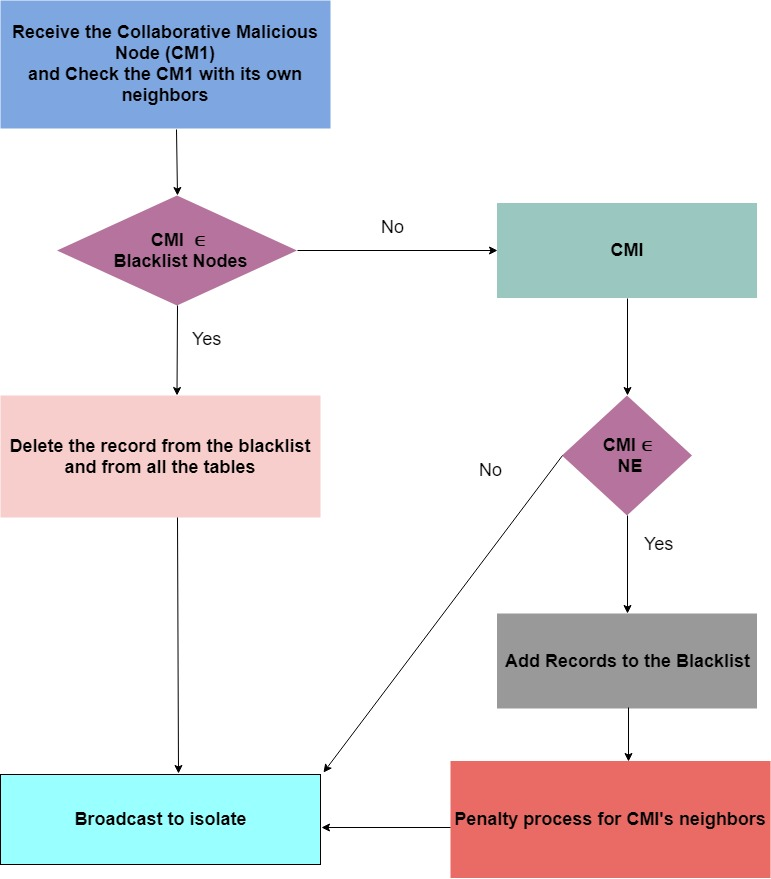 Receive the Collaborative Malicious
Node (CM1)
and Check the CM1 with its own
neighbors
CMI ∈
Blacklist Nodes
No
CMI
Yes
Delete the record from the blacklist
and from all the tables
CMI ∈
NE
No
Yes
Add Records to the Blacklist
Broadcast to isolate
Penalty process for CMI's neighbors